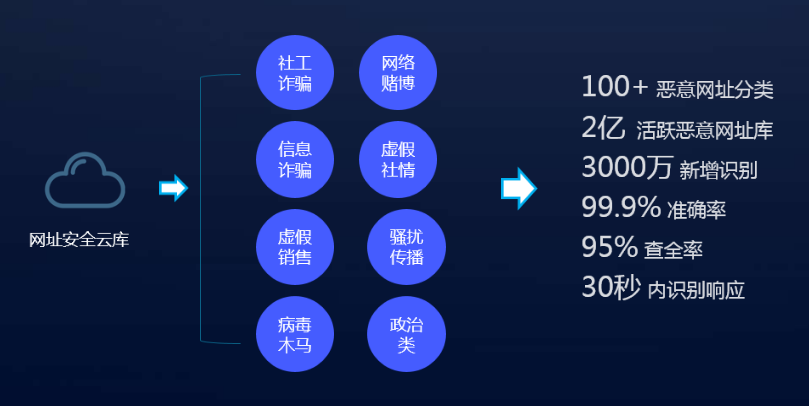 网址安全云库
社工
诈骗
网络
赌博
信息
诈骗
虚假
社情
虚假
销售
骚扰
传播
病毒
木马
政治
类
100+ 恶意网址分类
2亿 活跃恶意网址库
3000万 新增识别
99.9% 准确率
95% 查全率
30秒 内识别响应